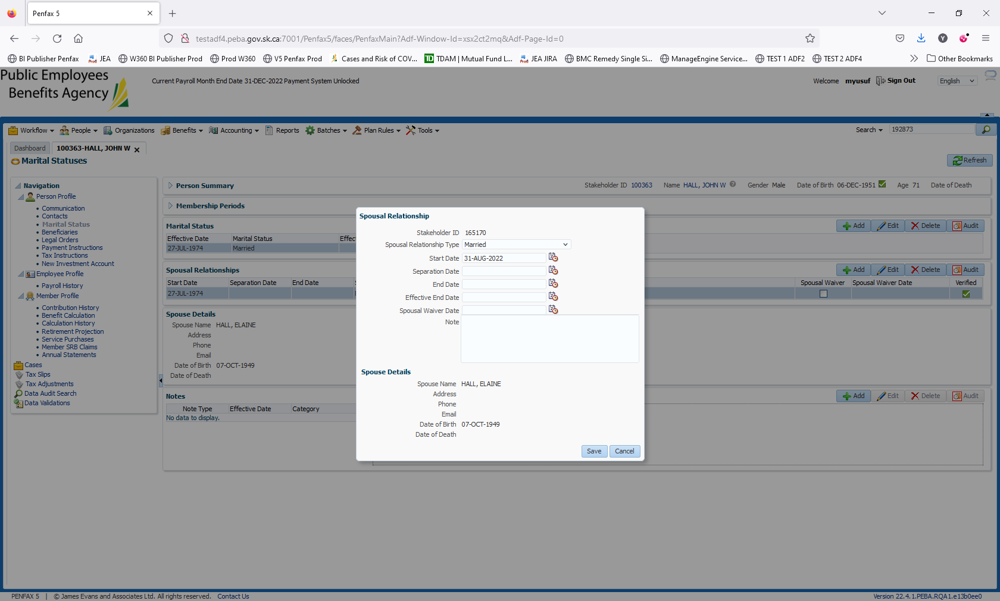 Penfax 5
testadf4.peba.gov.sk.ca:7001/Penfax5/faces/PenfaxMain?Adf-Window-Id=xsx2ct2mq&Adf-Page-Id=0
BI Publisher Penfax JEA W360 BI Publisher Prod Prod W360 V5 Penfax Prod Cases and Risk of COV... TD TDAM | Mutual Fund L... JEA JIRA BMC Remedy Single Si... ManageEngine Service... TEST 1 ADF2 TEST 2 ADF4 Other Bookmarks
Public Employees
Benefits Agency
Current Payroll Month End Date 31-DEC-2022 Payment System Unlocked
Welcome myusuf Sign Out English
Workflow People Organizations Benefits Accounting Reports Batches Plan Rules Tools Search 192873
Dashboard 100363-HALL, JOHN W
Marital Statuses
Refresh
Navigation
Person Profile
Communication
Contacts
Marital Status
Beneficiaries
Legal Orders
Payment Instructions
Tax Instructions
New Investment Account
Employee Profile
Payroll History
Member Profile
Contribution History
Benefit Calculation
Calculation History
Retirement Projection
Service Purchases
Member SRB Claims
Annual Statements
Cases
Tax Slips
Tax Adjustments
Data Audit Search
Data Validations
Person Summary Stakeholder ID 100363 Name HALL, JOHN W Gender Male Date of Birth 06-DEC-1951 Age 71 Date of Death
Membership Periods
Marital Status Add Edit Delete Audit
Effective Date Marital Status Effec
27-JUL-1974 Married
Spousal Relationships Add Edit Delete Audit
Start Date Separation Date End Date Spousal Waiver Spousal Waiver Date Verified
27-JUL-1974
Spouse Details
Spouse Name HALL, ELAINE
Address
Phone
Email
Date of Birth 07-OCT-1949
Date of Death
Notes Add Edit Delete Audit
Note Type Effective Date Category
No data to display.
Spousal Relationship
Stakeholder ID 165170
Spousal Relationship Type Married
Start Date 31-AUG-2022
Separation Date
End Date
Effective End Date
Spousal Waiver Date
Note
Spouse Details
Spouse Name HALL, ELAINE
Address
Phone
Email
Date of Birth 07-OCT-1949
Date of Death
Save Cancel
PENFAX 5 | © James Evans and Associates Ltd. All rights reserved. Contact Us
Version 22.4.1.PEBA.RQA1.e13b0ee0